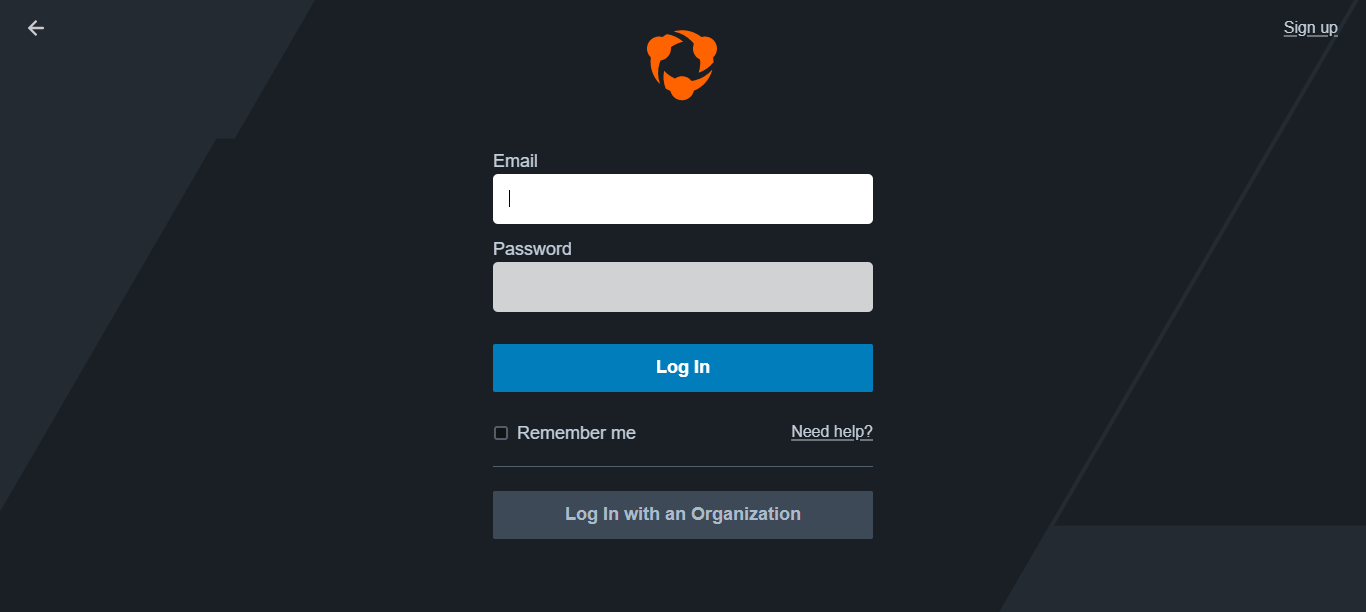 Sign up
Email
Password
Log In
Remember me
Need help?
Log In with an Organization